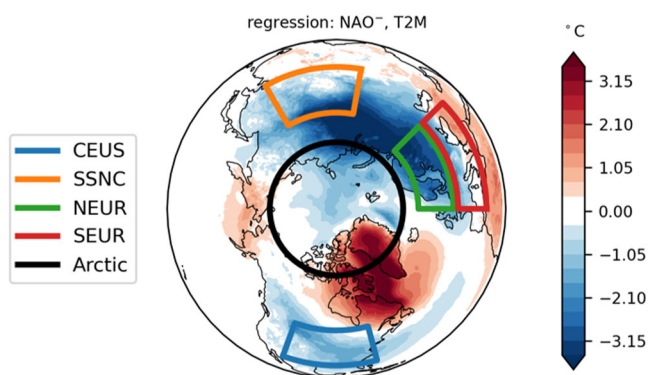 regression: NAO⁻, T2M
°C
CEUS
SSNC
NEUR
SEUR
Arctic
3.15
2.10
1.05
0.00
−1.05
−2.10
−3.15